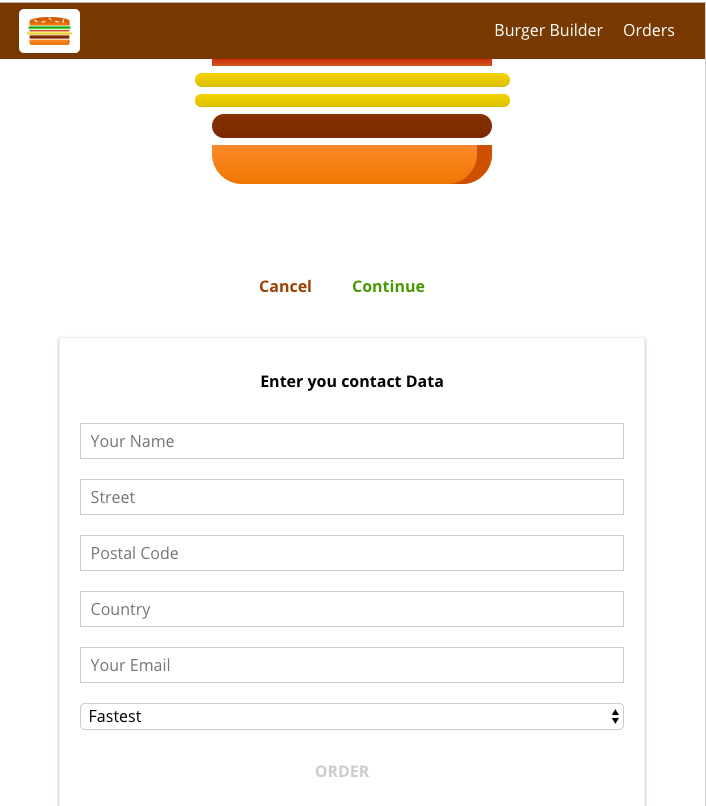 Burger Builder Orders
Cancel Continue
Enter you contact Data
Your Name
Street
Postal Code
Country
Your Email
Fastest
ORDER